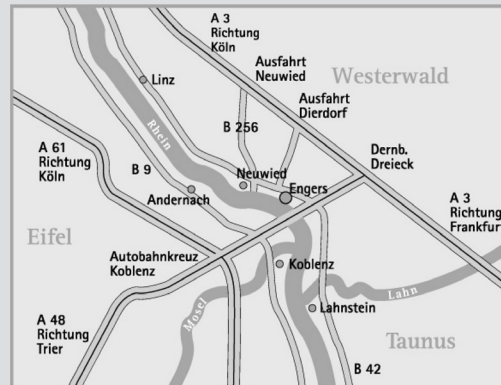 A 3
Richtung
Köln
Ausfahrt
Neuwied
Westerwald
Linz
Ausfahrt
Dierdorf
Rhein
B 256
A 61
Richtung
Köln
B 9
Dernb.
Dreieck
Neuwied
Engers
Andernach
A 3
Richtung
Frankfurt
Eifel
Autobahnkreuz
Koblenz
Koblenz
Lahn
Mosel
Lahnstein
A 48
Richtung
Trier
Taunus
B 42